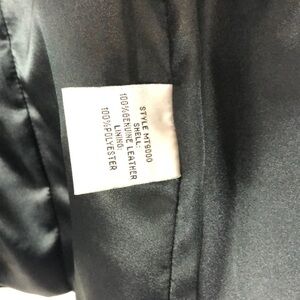 STYLE MT9000
SHELL:
100%GENUINE LEATHER
LINING:
100%POLYESTER